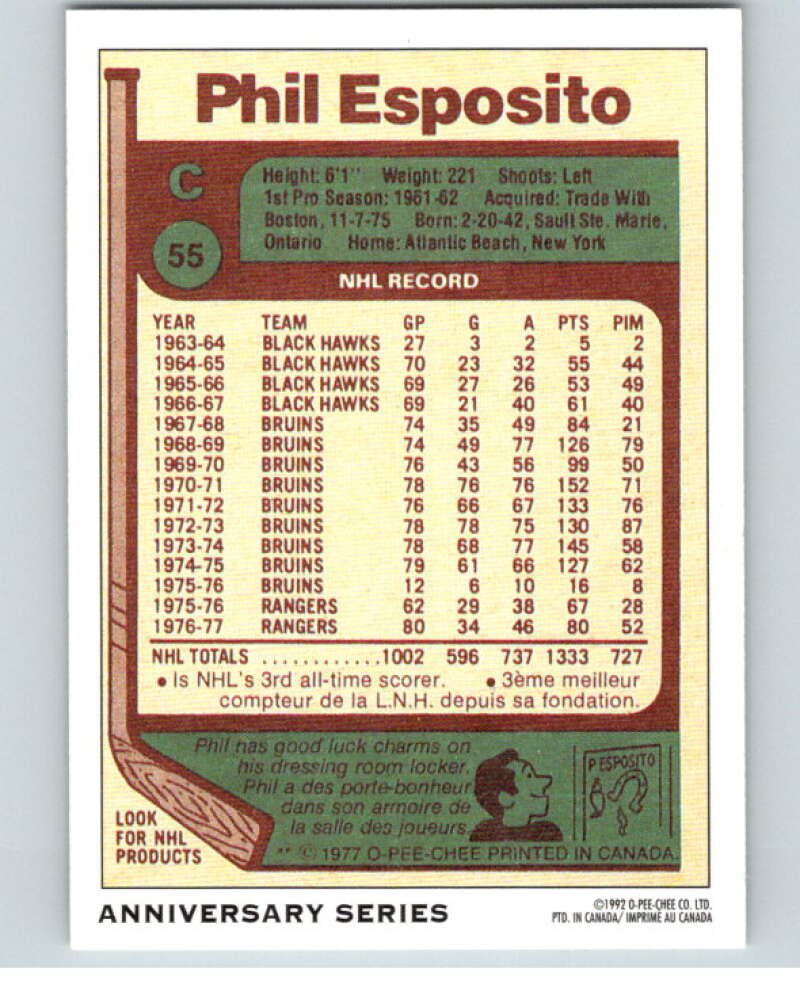 Phil Esposito
C
55
Height: 6'1'' Weight: 221 Shoots: Left
1st Pro Season: 1961-62 Acquired: Trade With
Boston, 11-7-75 Born: 2-20-42, Sault Ste. Marie,
Ontario Home: Atlantic Beach, New York
NHL RECORD
YEAR TEAM GP G A PTS PIM
1963-64 BLACK HAWKS 27 3 2 5 2
1964-65 BLACK HAWKS 70 23 32 55 44
1965-66 BLACK HAWKS 69 27 26 53 49
1966-67 BLACK HAWKS 69 21 40 61 40
1967-68 BRUINS 74 35 49 84 21
1968-69 BRUINS 74 49 77 126 79
1969-70 BRUINS 76 43 56 99 50
1970-71 BRUINS 78 76 76 152 71
1971-72 BRUINS 76 66 67 133 76
1972-73 BRUINS 78 78 75 130 87
1973-74 BRUINS 78 68 77 145 58
1974-75 BRUINS 79 61 66 127 62
1975-76 BRUINS 12 6 10 16 8
1975-76 RANGERS 62 29 38 67 28
1976-77 RANGERS 80 34 46 80 52
NHL TOTALS ............1002 596 737 1333 727
• Is NHL's 3rd all-time scorer. • 3ème meilleur
compteur de la L.N.H. depuis sa fondation.
Phil has good luck charms on
his dressing room locker.
Phil a des porte-bonheur
dans son armoire de
la salle des joueurs.
P. ESPOSITO
LOOK
FOR NHL
PRODUCTS
** © 1977 O-PEE-CHEE PRINTED IN CANADA
ANNIVERSARY SERIES
©1992 O-PEE-CHEE CO. LTD.
PTD. IN CANADA/ IMPRIMÉ AU CANADA